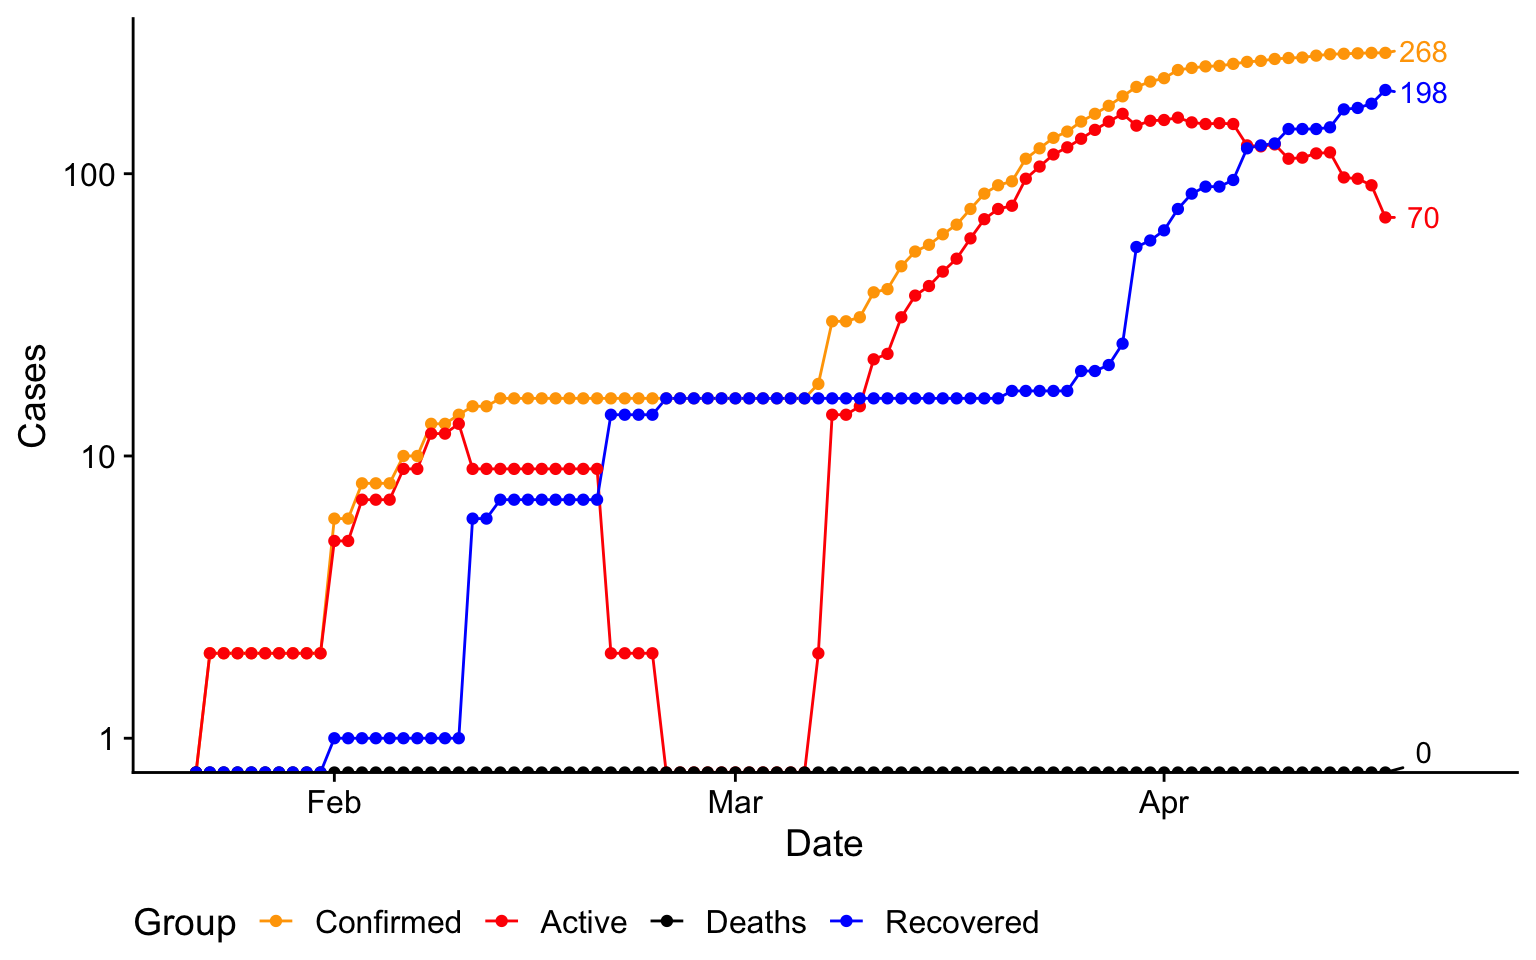 268
198
100
70
Cases
10
1
0
Feb Mar Apr
Date
Group Confirmed Active Deaths Recovered